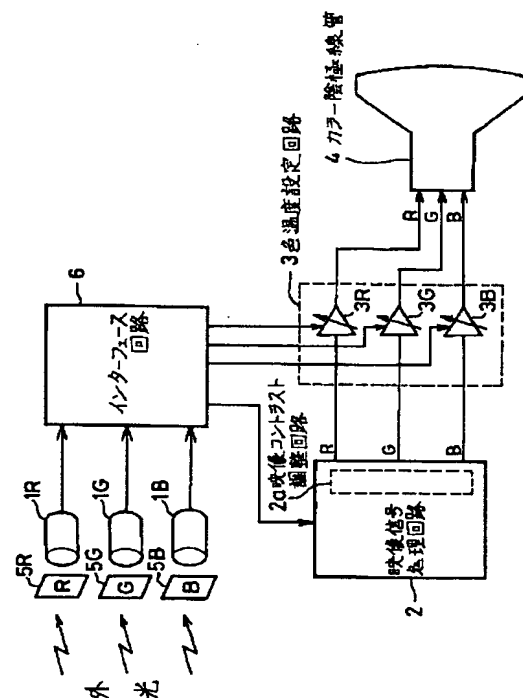 外光
5R
R
1R
5G
G
1G
5B
B
1B
6
インターフェース
回路
3色温度設定回路
3R
3G
3B
R
G
B
4 カラー陰極線管
2a映像コントラスト
調整回路
R
G
B
映像信号
処理回路
2